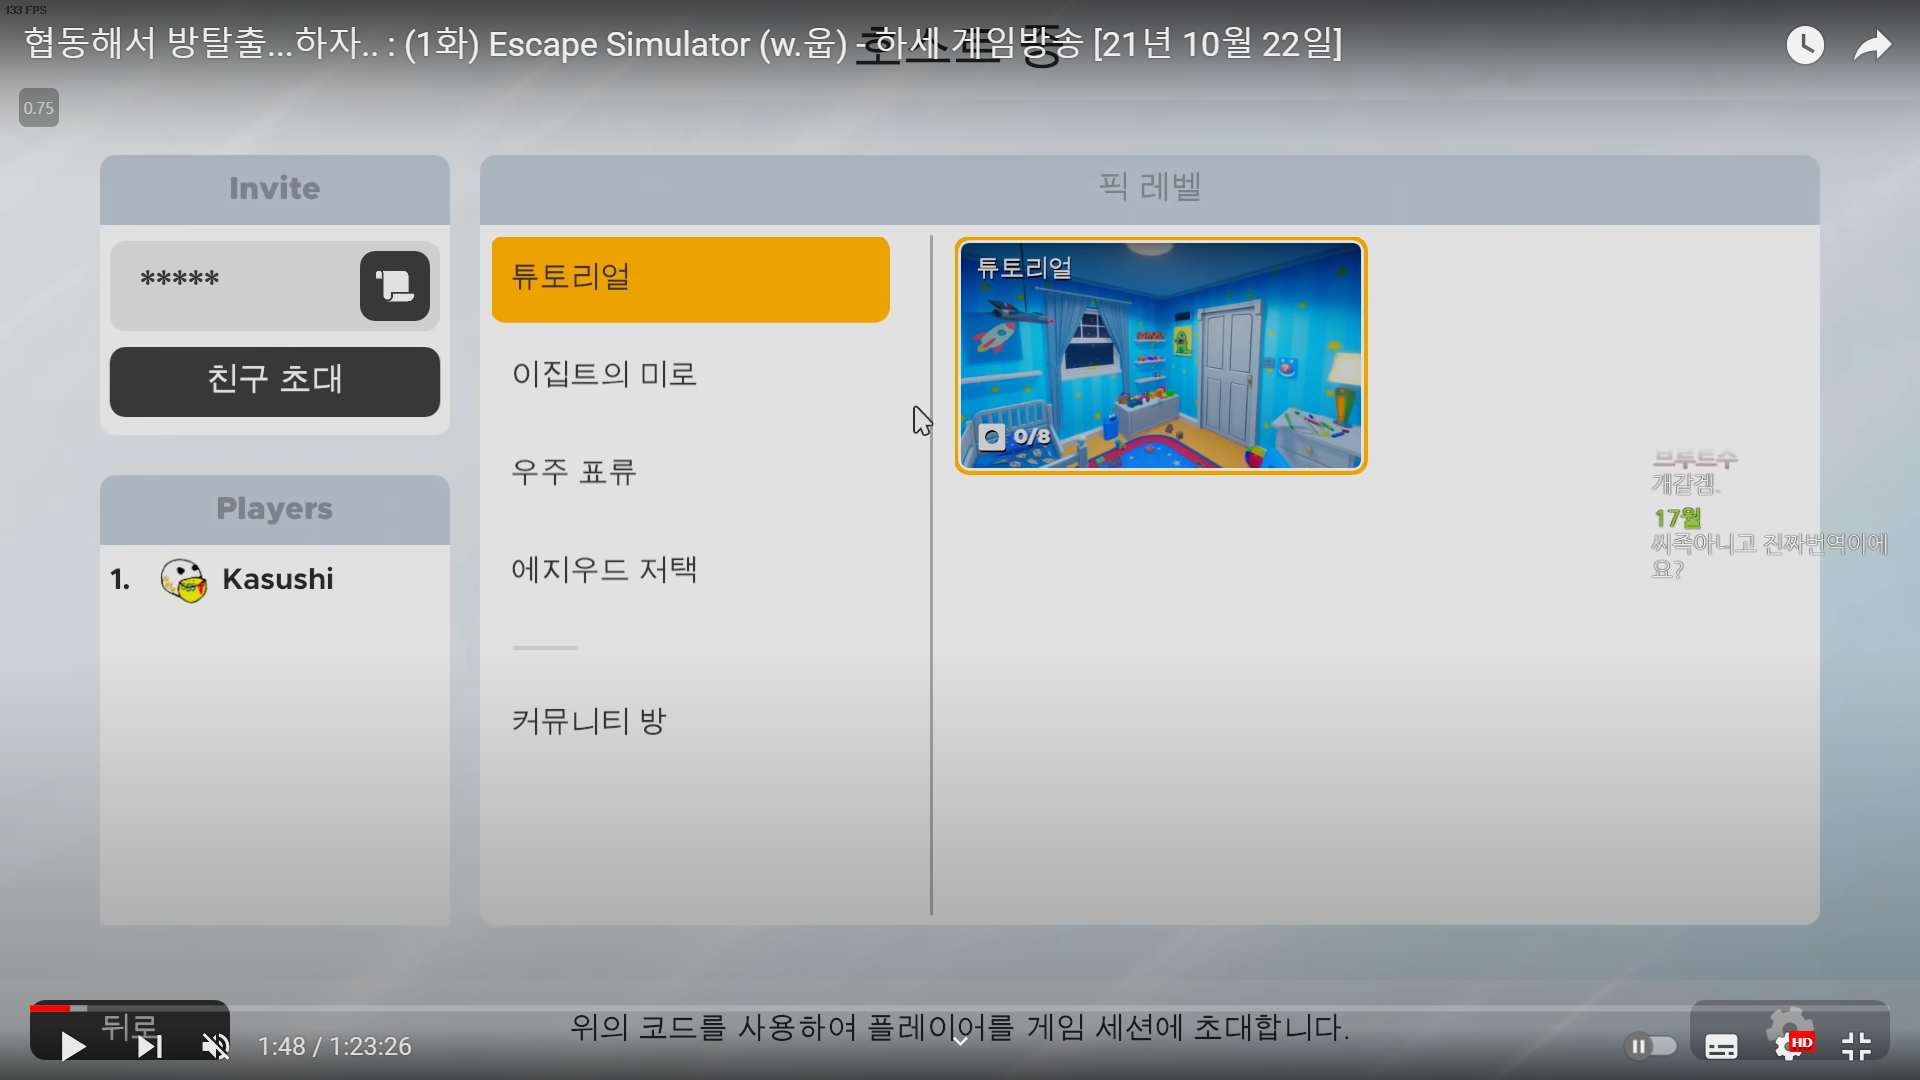 133 FPS
협동해서 방탈출...하자.. : (1화) Escape Simulator (w.웁) - 하세 게임방송 [21년 10월 22일]
호스트 중
0.75
Invite
*****
친구 초대
Players
1. Kasushi
픽 레벨
튜토리얼
이집트의 미로
우주 표류
에지우드 저택
커뮤니티 방
튜토리얼
0/8
개같겜.
17월
씨족아니고 진짜번역이에
요?
뒤로
위의 코드를 사용하여 플레이어를 게임 세션에 초대합니다.
1:48 / 1:23:26
HD